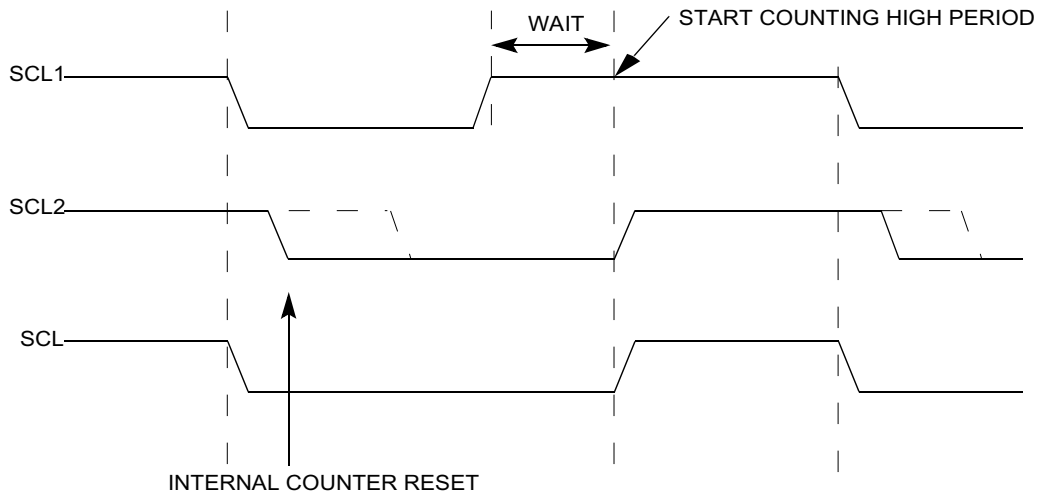 WAIT
START COUNTING HIGH PERIOD
SCL1
SCL2
SCL
INTERNAL COUNTER RESET